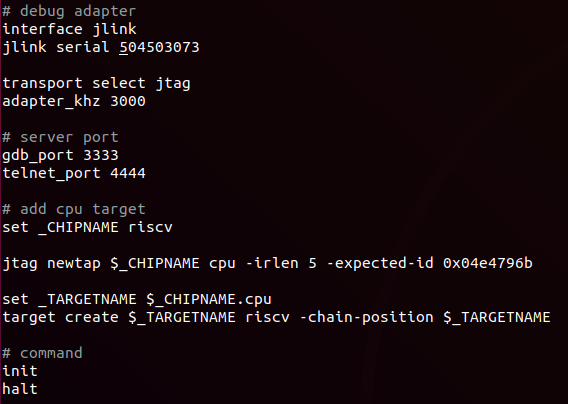 # debug adapter
interface jlink
jlink serial 504503073
transport select jtag
adapter_khz 3000
# server port
gdb_port 3333
telnet_port 4444
# add cpu target
set _CHIPNAME riscv
jtag newtap $_CHIPNAME cpu -irlen 5 -expected-id 0x04e4796b
set _TARGETNAME $_CHIPNAME.cpu
target create $_TARGETNAME riscv -chain-position $_TARGETNAME
# command
init
halt